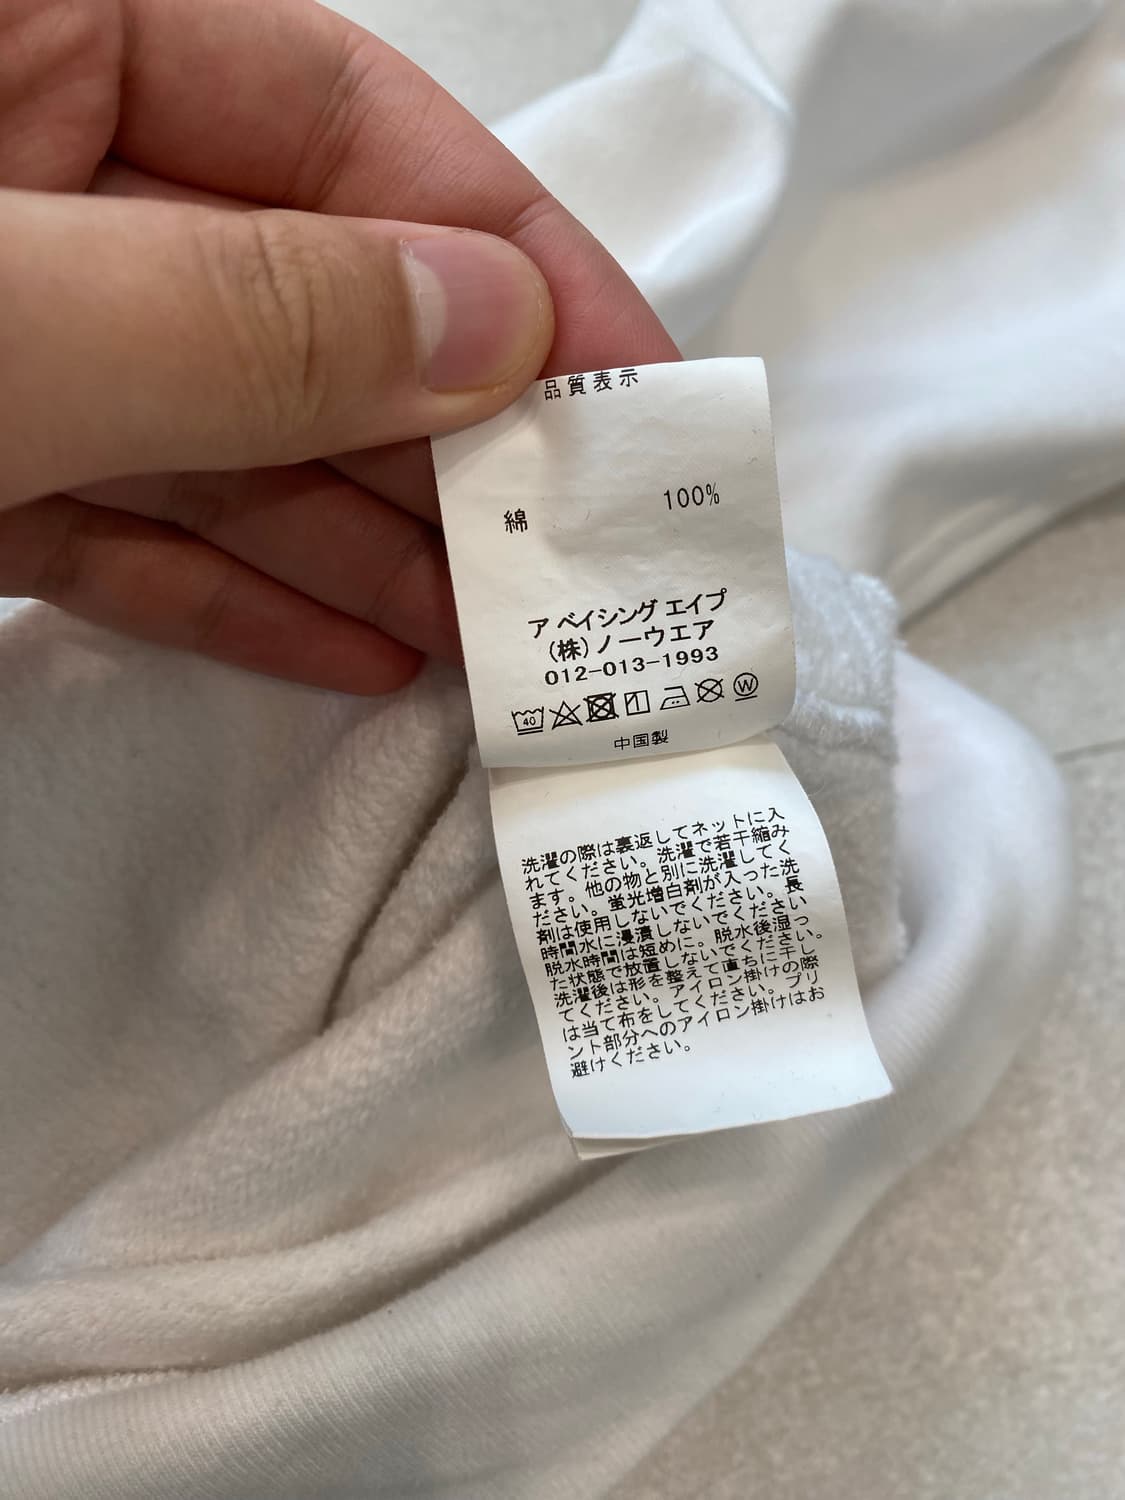 品質表示
綿 100%
ア ベイシング エイプ
(株)ノーウエア
012-013-1993
40
W
中国製
洗濯の際は裏返してネットに入
れてください。洗濯で若干縮み
ます。他の物と別に洗濯してく
ださい。蛍光増白剤が入った洗
剤は使用しないでください。長
時間水に浸漬しないでください
脱水時間は短めに。脱水後湿っ
た状態で放置しないでください。
洗濯後は形を整えて直ちに干し
てください。アイロン掛けの際
は当て布をしてください。プリ
ント部分へのアイロン掛けはお
避けください。